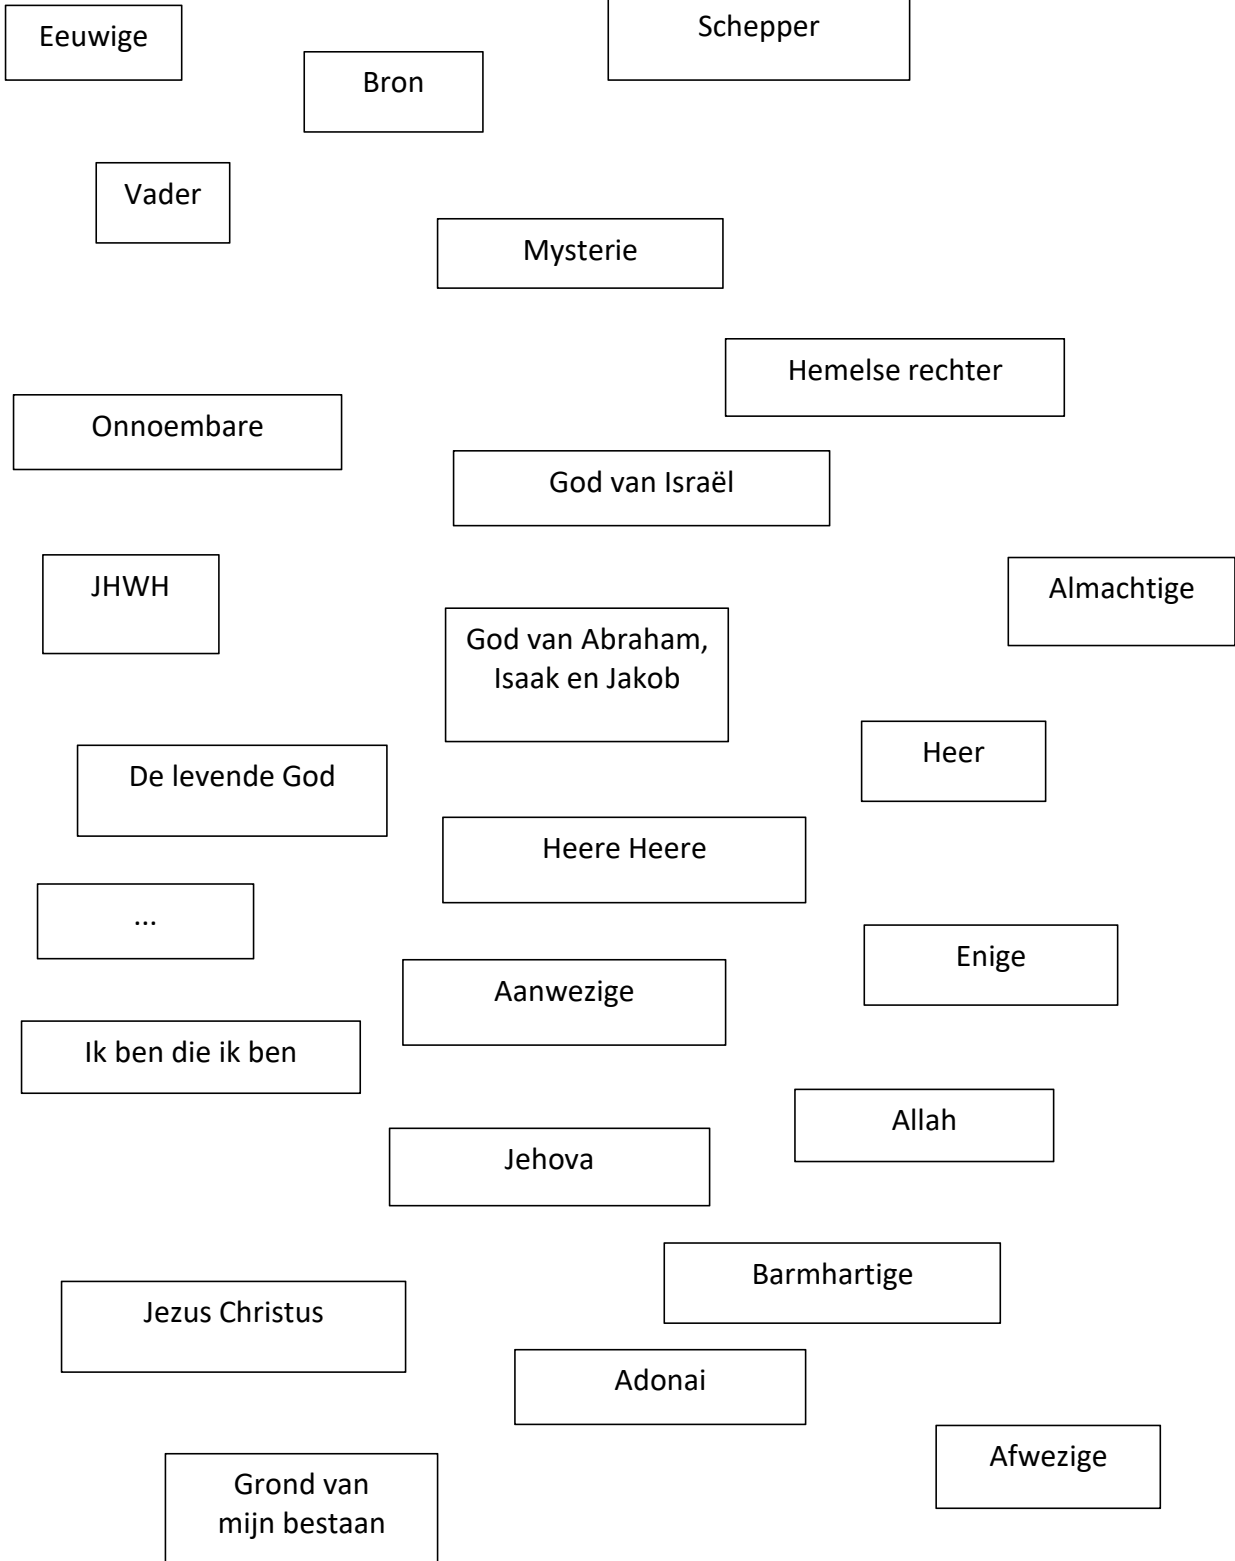 Eeuwige
Schepper
Bron
Vader
Mysterie
Hemelse rechter
Onnoembare
God van Israël
JHWH
Almachtige
God van Abraham,
Isaak en Jakob
Heer
De levende God
Heere Heere
...
Enige
Aanwezige
Ik ben die ik ben
Allah
Jehova
Barmhartige
Jezus Christus
Adonai
Afwezige
Grond van
mijn bestaan